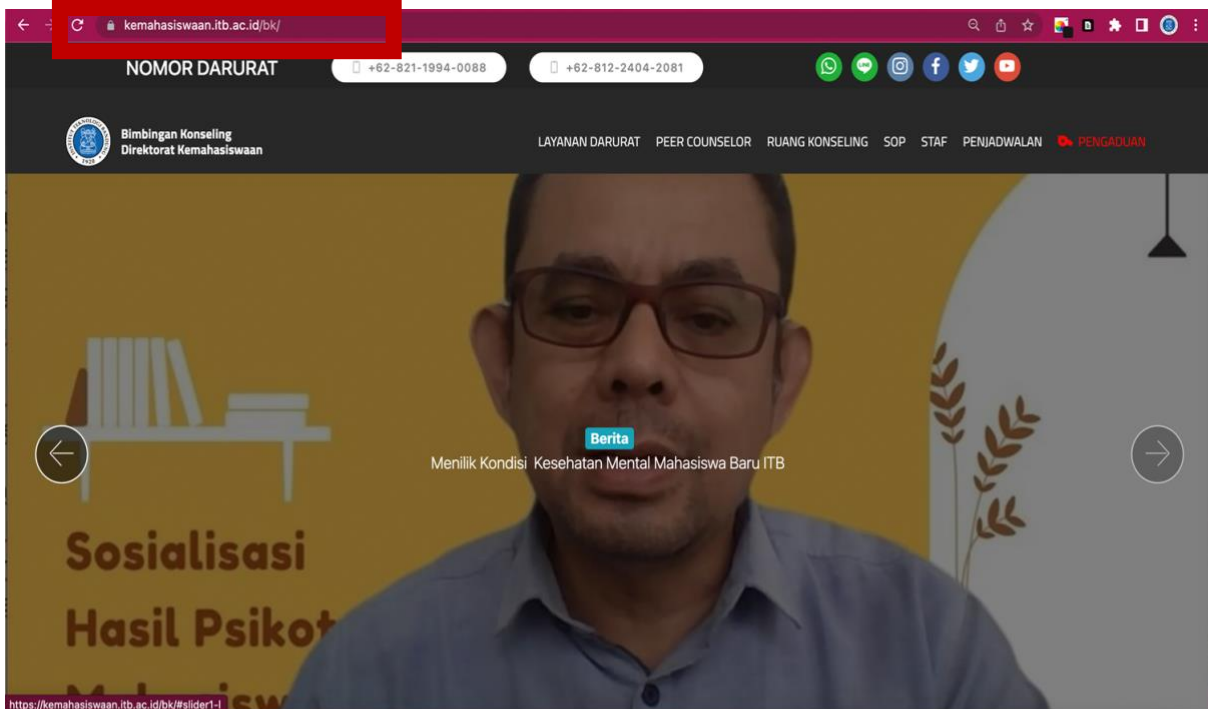 kemahasiswaan.itb.ac.id/bk/
NOMOR DARURAT
+62-821-1994-0088
+62-812-2404-2081
Bimbingan Konseling
Direktorat Kemahasiswaan
LAYANAN DARURAT PEER COUNSELOR RUANG KONSELING SOP STAF PENJADWALAN PENGADUAN
Berita
Menilik Kondisi Kesehatan Mental Mahasiswa Baru ITB
Sosialisasi
Hasil Psikot
https://kemahasiswaan.itb.ac.id/bk/#slider1-l